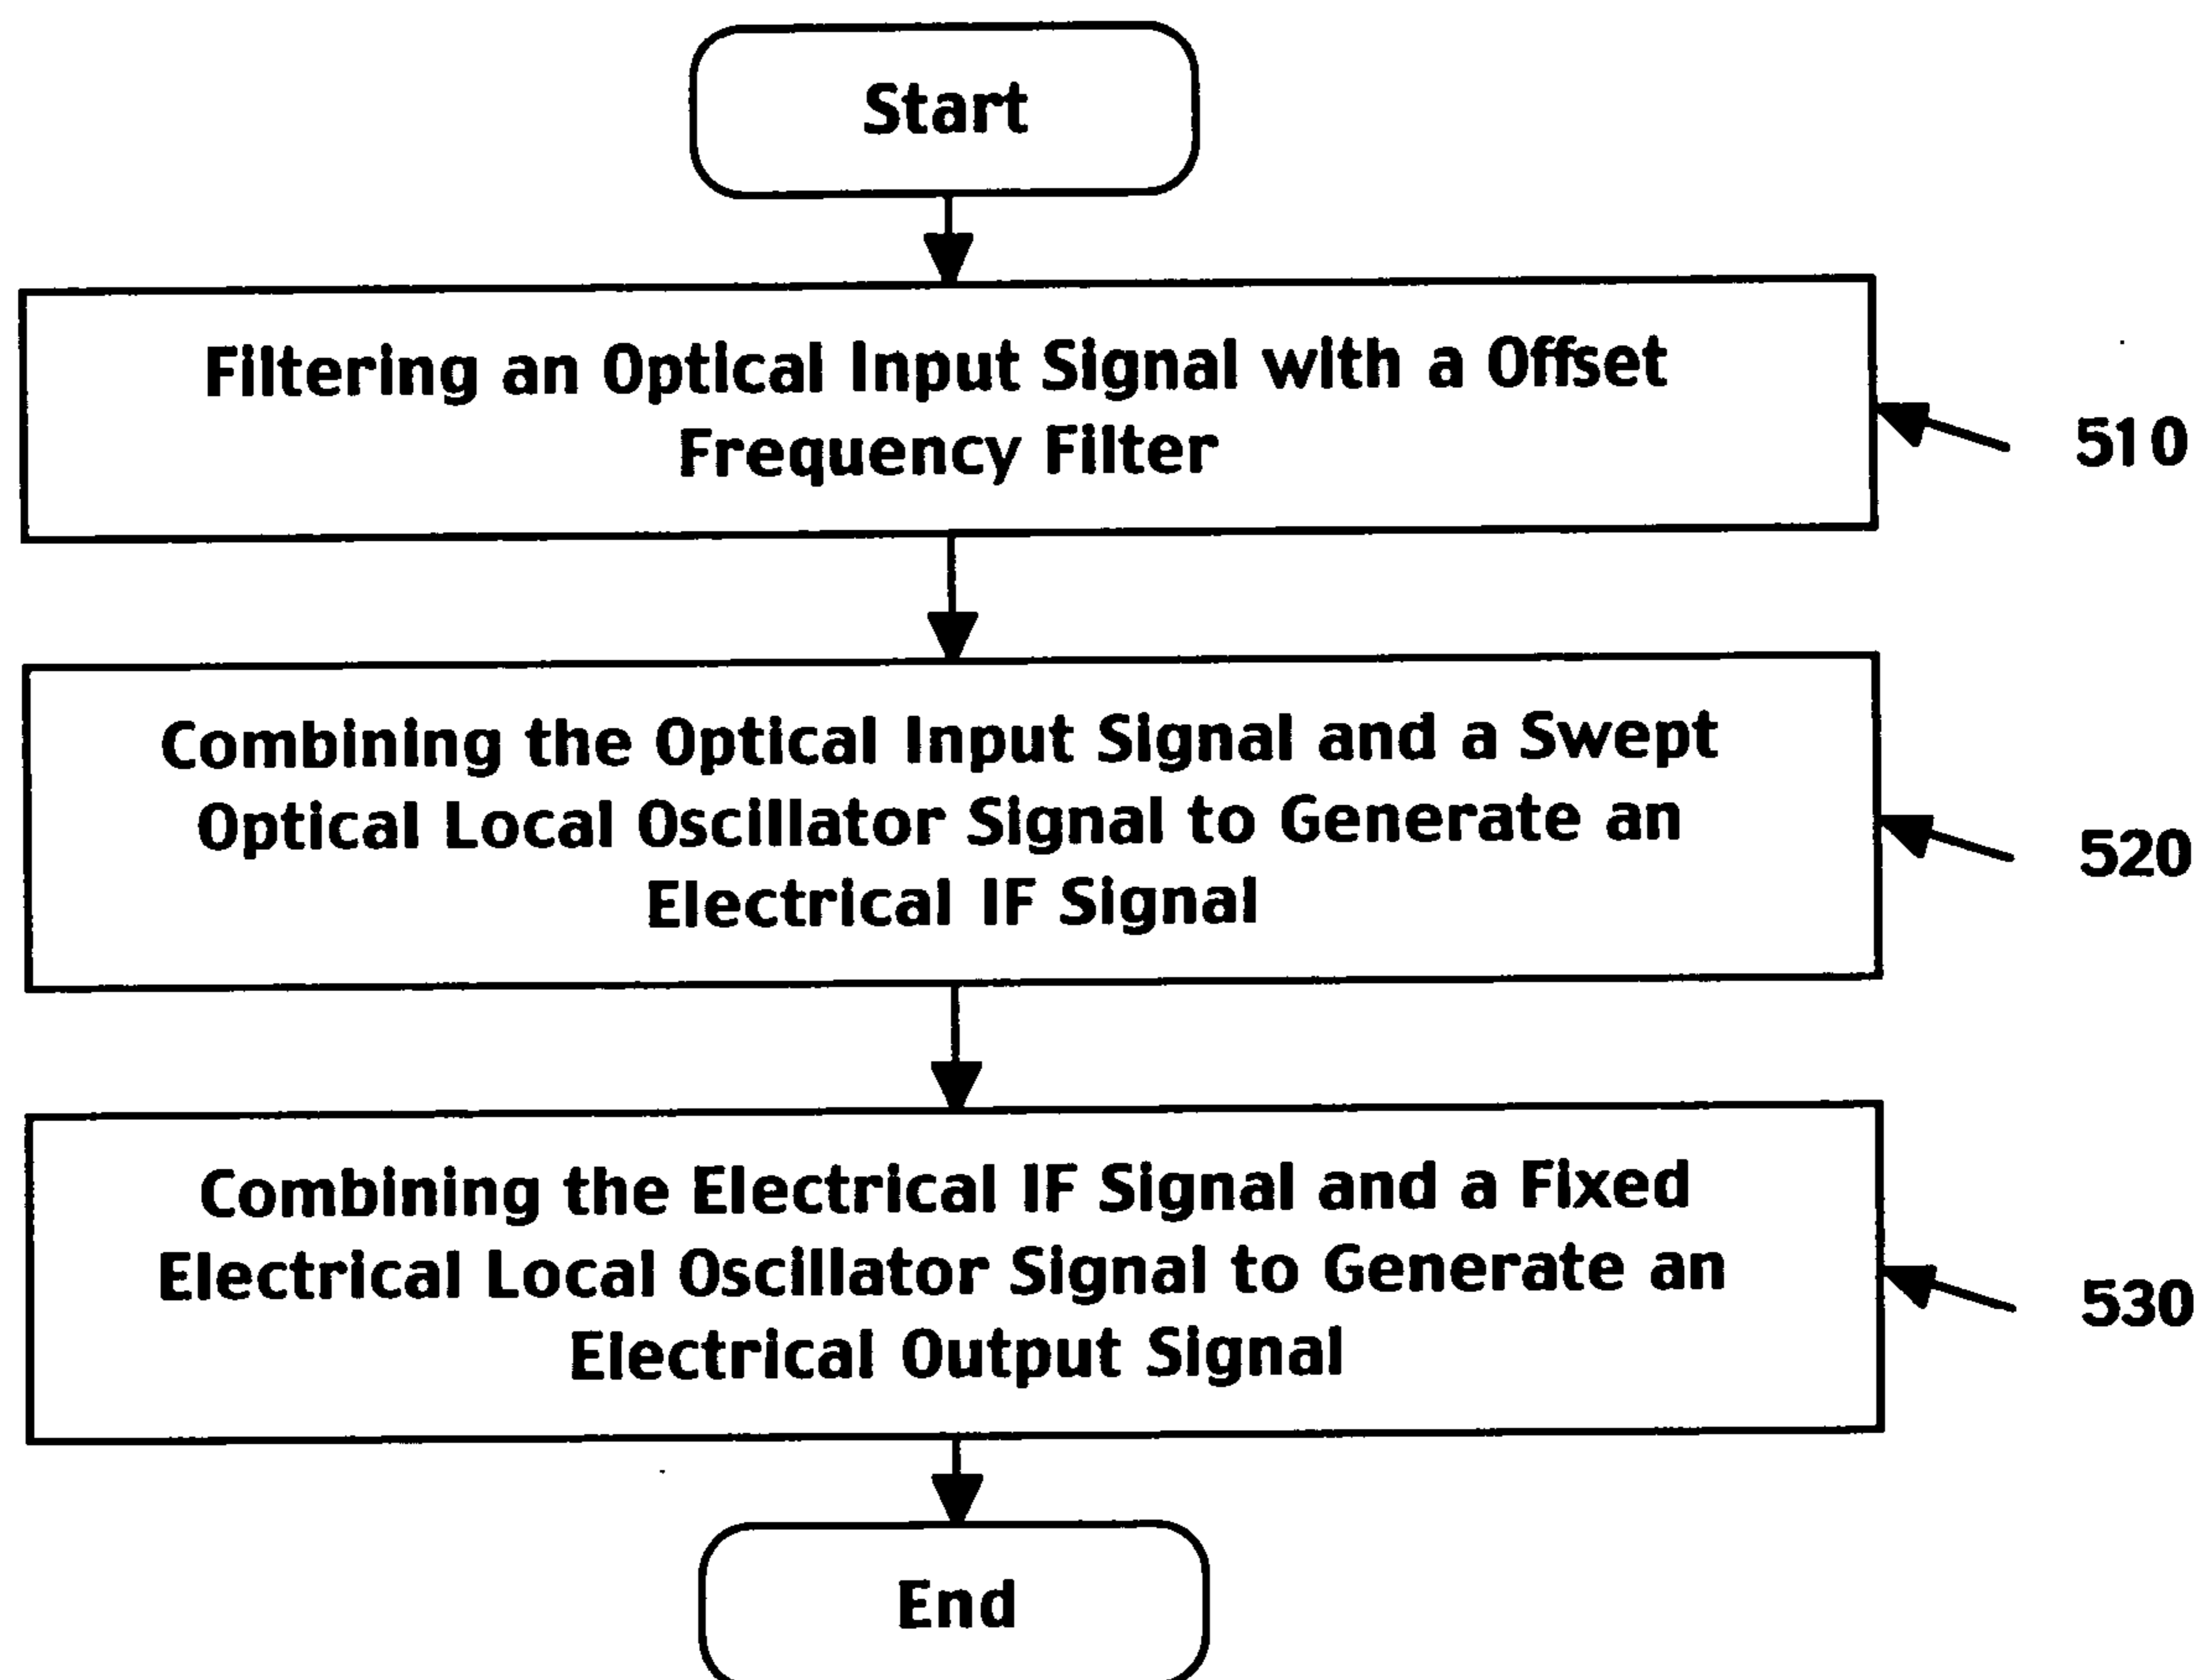 Start
Filtering an Optical Input Signal with a Offset
Frequency Filter
510
Combining the Optical Input Signal and a Swept
Optical Local Oscillator Signal to Generate an
Electrical IF Signal
520
Combining the Electrical IF Signal and a Fixed
Electrical Local Oscillator Signal to Generate an
Electrical Output Signal
530
End